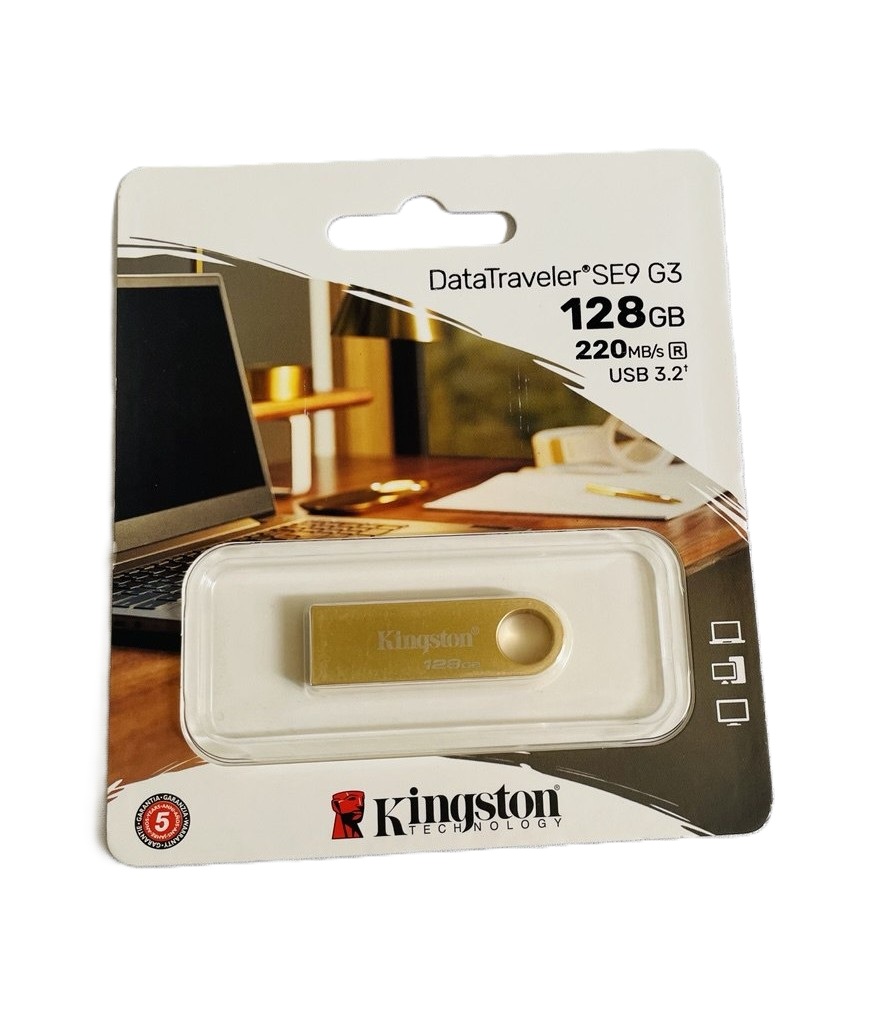 DataTraveler® SE9 G3
128GB
220MB/s R
USB 3.2†
Kingston®
128GB
Kingston®
TECHNOLOGY
5